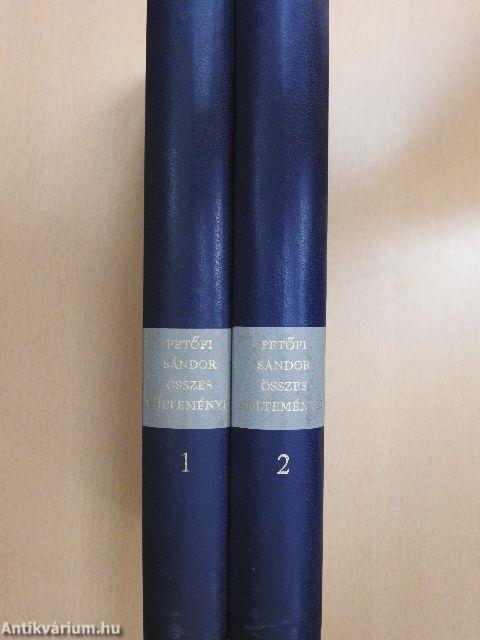 PETŐFI
SÁNDOR
ÖSSZES
KÖLTEMÉNYEI
1
PETŐFI
SÁNDOR
ÖSSZES
KÖLTEMÉNYEI
2
Antikvárium.hu